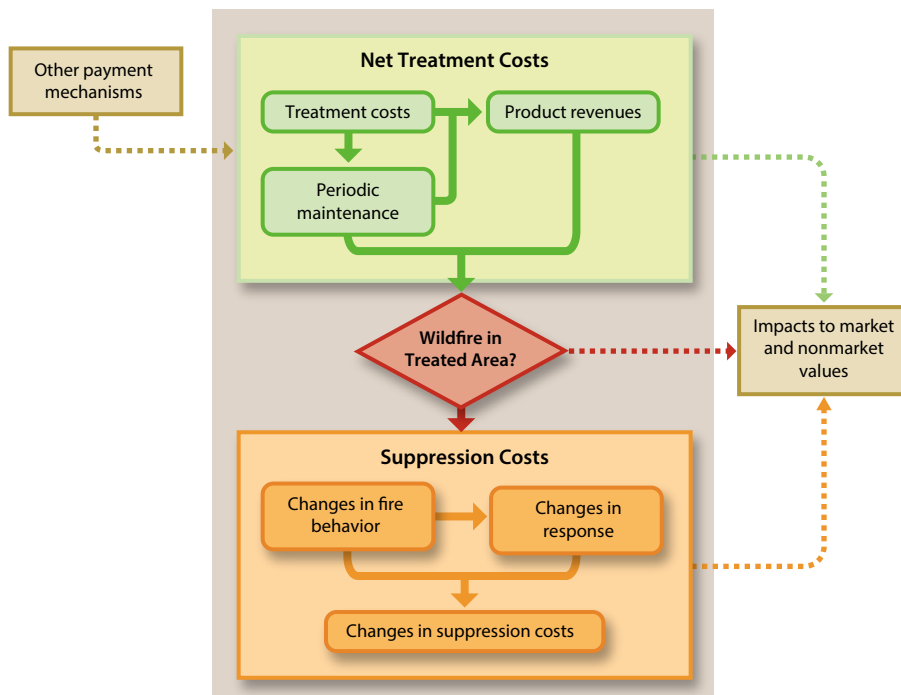 Other payment
mechanisms
Net Treatment Costs
Treatment costs
Product revenues
Periodic
maintenance
Wildfire in
Treated Area?
Impacts to market
and nonmarket
values
Suppression Costs
Changes in fire
behavior
Changes in
response
Changes in suppression costs